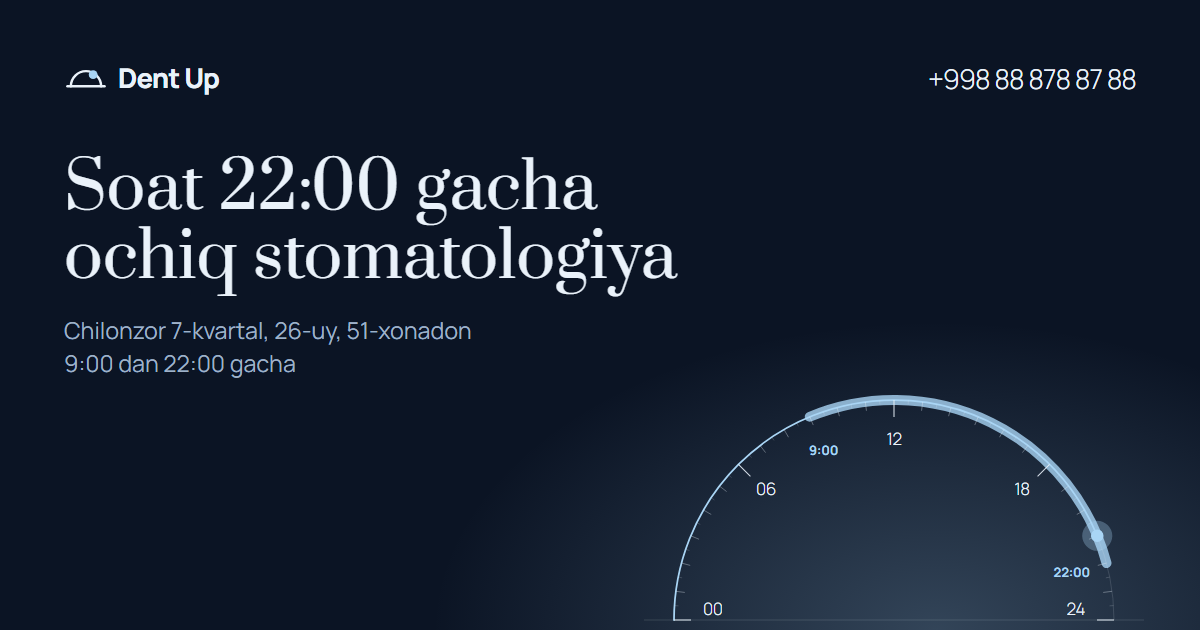 Dent Up
+998 88 878 87 88
Soat 22:00 gacha
ochiq stomatologiya
Chilonzor 7-kvartal, 26-uy, 51-xonadon
9:00 dan 22:00 gacha
12
9:00
06
18
22:00
00
24